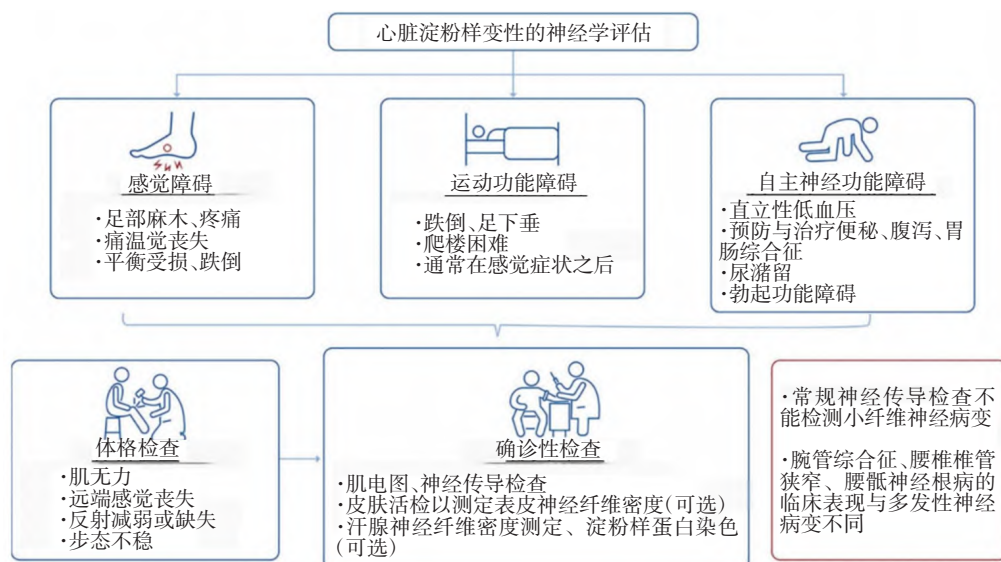 心脏淀粉样变性的神经学评估
感觉障碍
·足部麻木、疼痛
·痛温觉丧失
·平衡受损、跌倒
运动功能障碍
·跌倒、足下垂
·爬楼困难
·通常在感觉症状之后
自主神经功能障碍
·直立性低血压
·预防与治疗便秘、腹泻、胃
肠综合征
·尿潴留
·勃起功能障碍
体格检查
·肌无力
·远端感觉丧失
·反射减弱或缺失
·步态不稳
确诊性检查
·肌电图、神经传导检查
·皮肤活检以测定表皮神经纤维密度(可选)
·汗腺神经纤维密度测定、淀粉样蛋白染色
(可选)
·常规神经传导检查不
能检测小纤维神经病变
·腕管综合征、腰椎椎管
狭窄、腰骶神经根病的
临床表现与多发性神经
病变不同